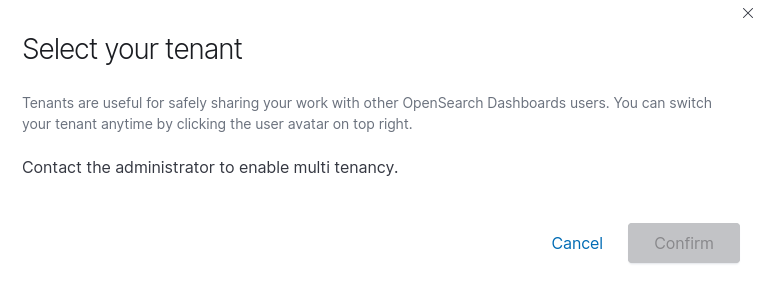 Select your tenant
Tenants are useful for safely sharing your work with other OpenSearch Dashboards users. You can switch
your tenant anytime by clicking the user avatar on top right.
Contact the administrator to enable multi tenancy.
Cancel Confirm